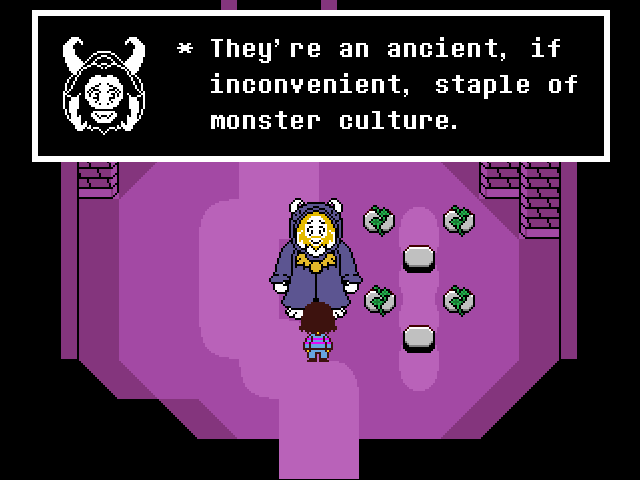 * They're an ancient, if
inconvenient, staple of
monster culture.